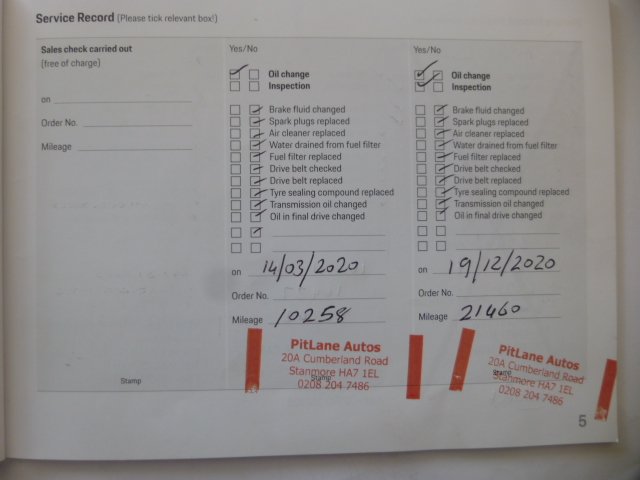 Service Record (Please tick relevant box!)
Sales check carried out
(free of charge)
on
Order No.
Mileage
Stamp
Yes/No
Oil change
Inspection
Brake fluid changed
Spark plugs replaced
Air cleaner replaced
Water drained from fuel filter
Fuel filter replaced
Drive belt checked
Drive belt replaced
Tyre sealing compound replaced
Transmission oil changed
Oil in final drive changed
on 14/03/2020
Order No.
Mileage 10258
PitLane Autos
20A Cumberland Road
Stanmore HA7 1EL
Stamp
0208 204 7486
Yes/No
Oil change
Inspection
Brake fluid changed
Spark plugs replaced
Air cleaner replaced
Water drained from fuel filter
Fuel filter replaced
Drive belt checked
Drive belt replaced
Tyre sealing compound replaced
Transmission oil changed
Oil in final drive changed
on 19/12/2020
Order No.
Mileage 21460
PitLane Autos
20A Cumberland Road
Stamp
Stanmore HA7 1EL
0208 204 7486
5